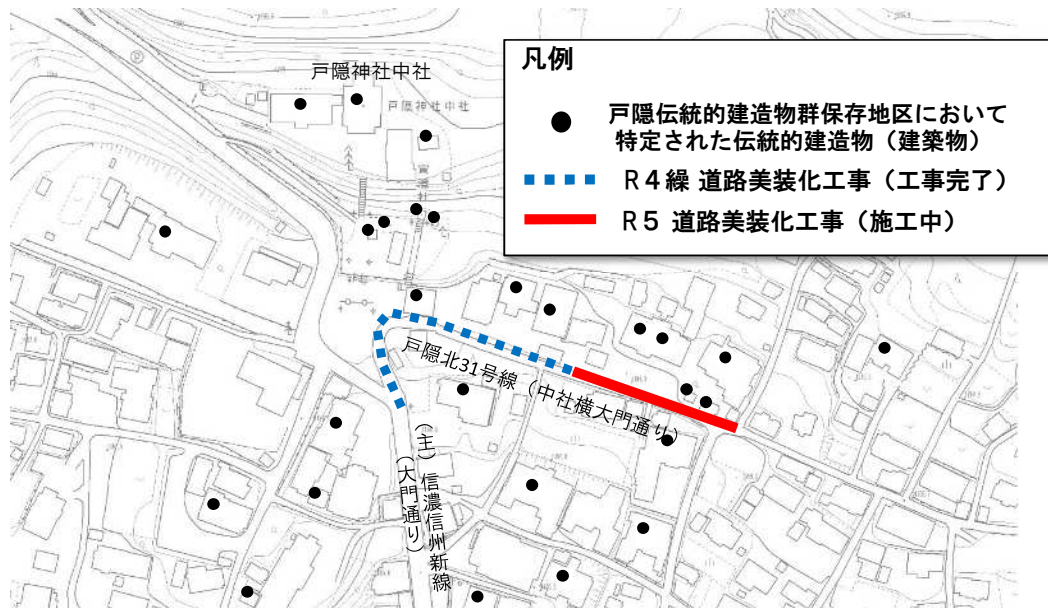 凡例
戸隠伝統的建造物群保存地区において
特定された伝統的建造物（建築物）
R４繰 道路美装化工事（工事完了）
R５ 道路美装化工事（施工中）
戸隠神社中社
戸隠神社中社
戸隠北31号線（中社横大門通り）
（主）信濃信州新線
（大門通り）